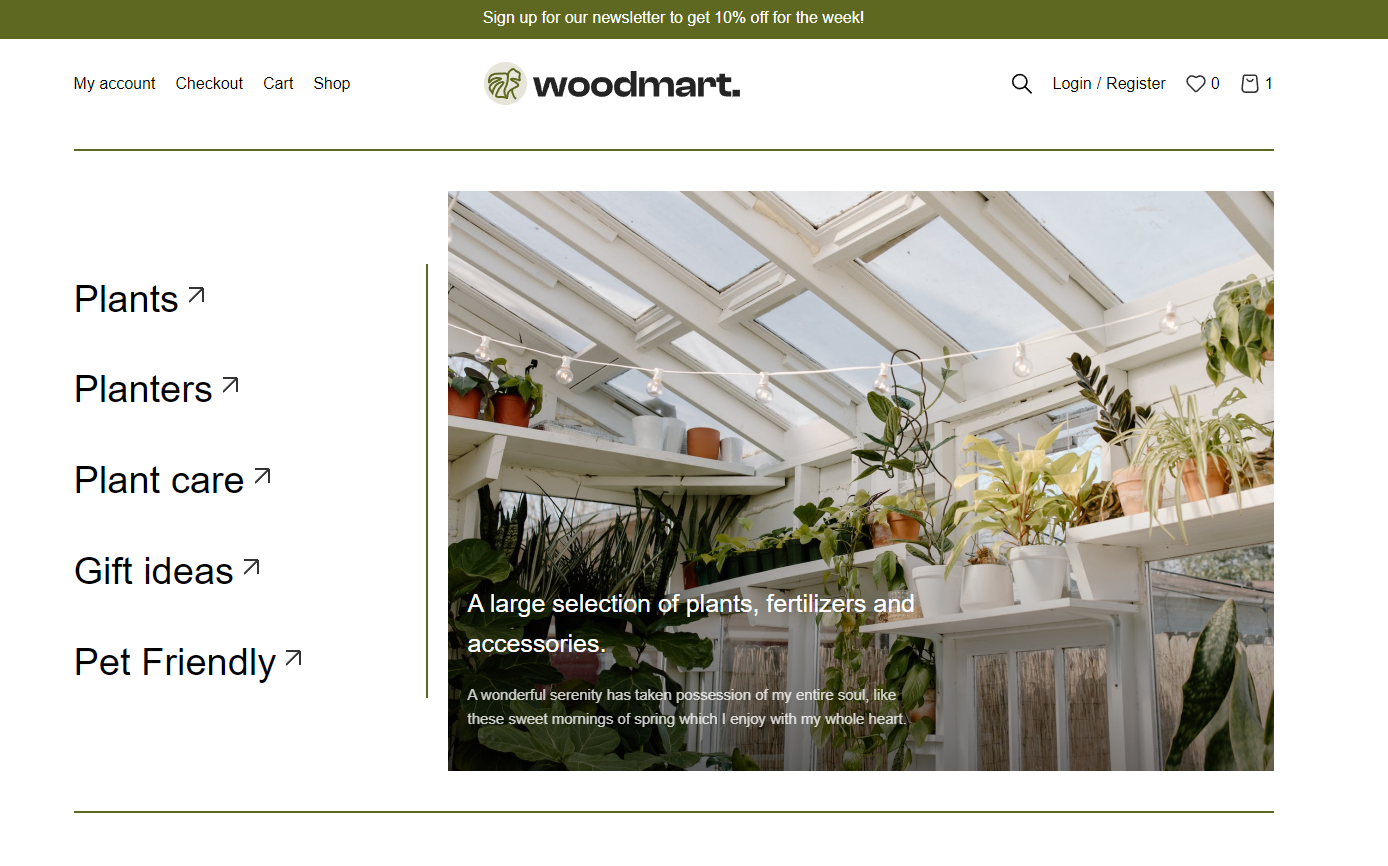 Sign up for our newsletter to get 10% off for the week!
My account Checkout Cart Shop
woodmart.
Login / Register 0 1
Plants
Planters
Plant care
Gift ideas
Pet Friendly
A large selection of plants, fertilizers and
accessories.
A wonderful serenity has taken possession of my entire soul, like
these sweet mornings of spring which I enjoy with my whole heart.